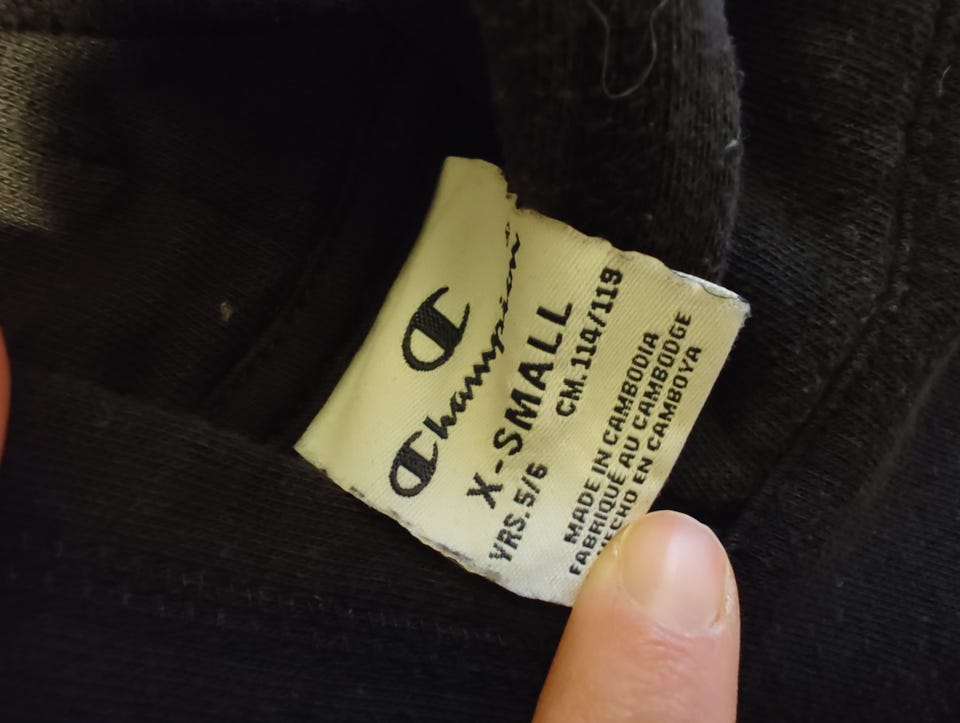 Champion
X-SMALL
YRS. 5/6 CM. 114/119
MADE IN CAMBODIA
FABRIQUÉ AU CAMBODGE
HECHO EN CAMBOYA